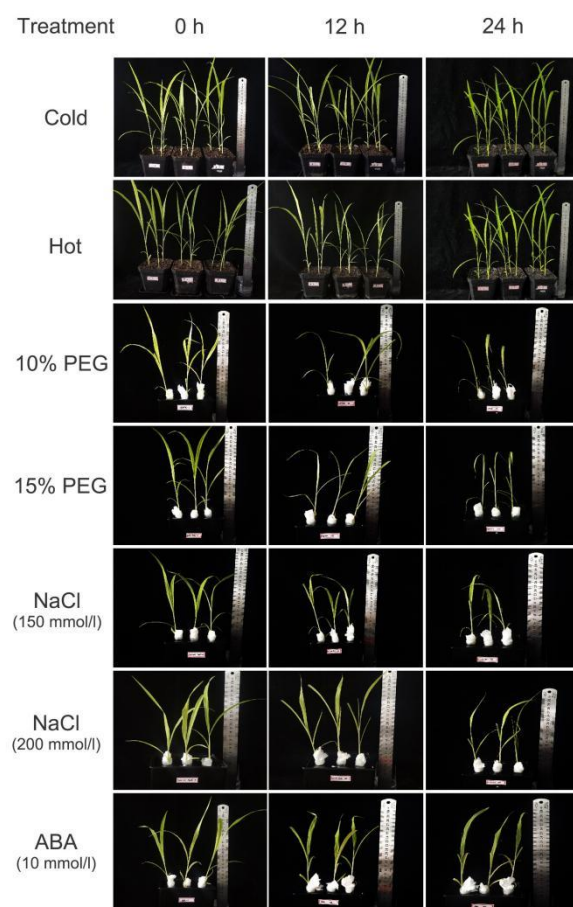 Treatment 0 h 12 h 24 h
Cold
Hot
10% PEG
15% PEG
NaCl
(150 mmol/l)
NaCl
(200 mmol/l)
ABA
(10 mmol/l)